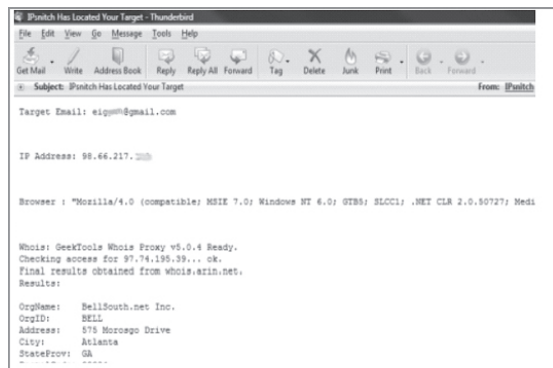 IPsnitch Has Located Your Target - Thunderbird
File Edit View Go Message Tools Help
Get Mail Write Address Book Reply Reply All Forward Tag Delete Junk Print Back Forward
Subject: IPsnitch Has Located Your Target From: IPsnitch
Target Email: @gmail.com
IP Address: 98.66.217.
Browser : "Mozilla/4.0 (compatible; MSIE 7.0; Windows NT 6.0; GTB5; SLCC1; .NET CLR 2.0.50727; Medi
Whois: GeekTools Whois Proxy v5.0.4 Ready.
Checking access for 97.74.195.39... ok.
Final results obtained from whois.arin.net.
Results:
OrgName: BellSouth.net Inc.
OrgID: BELL
Address: 575 Morosgo Drive
City: Atlanta
StateProv: GA